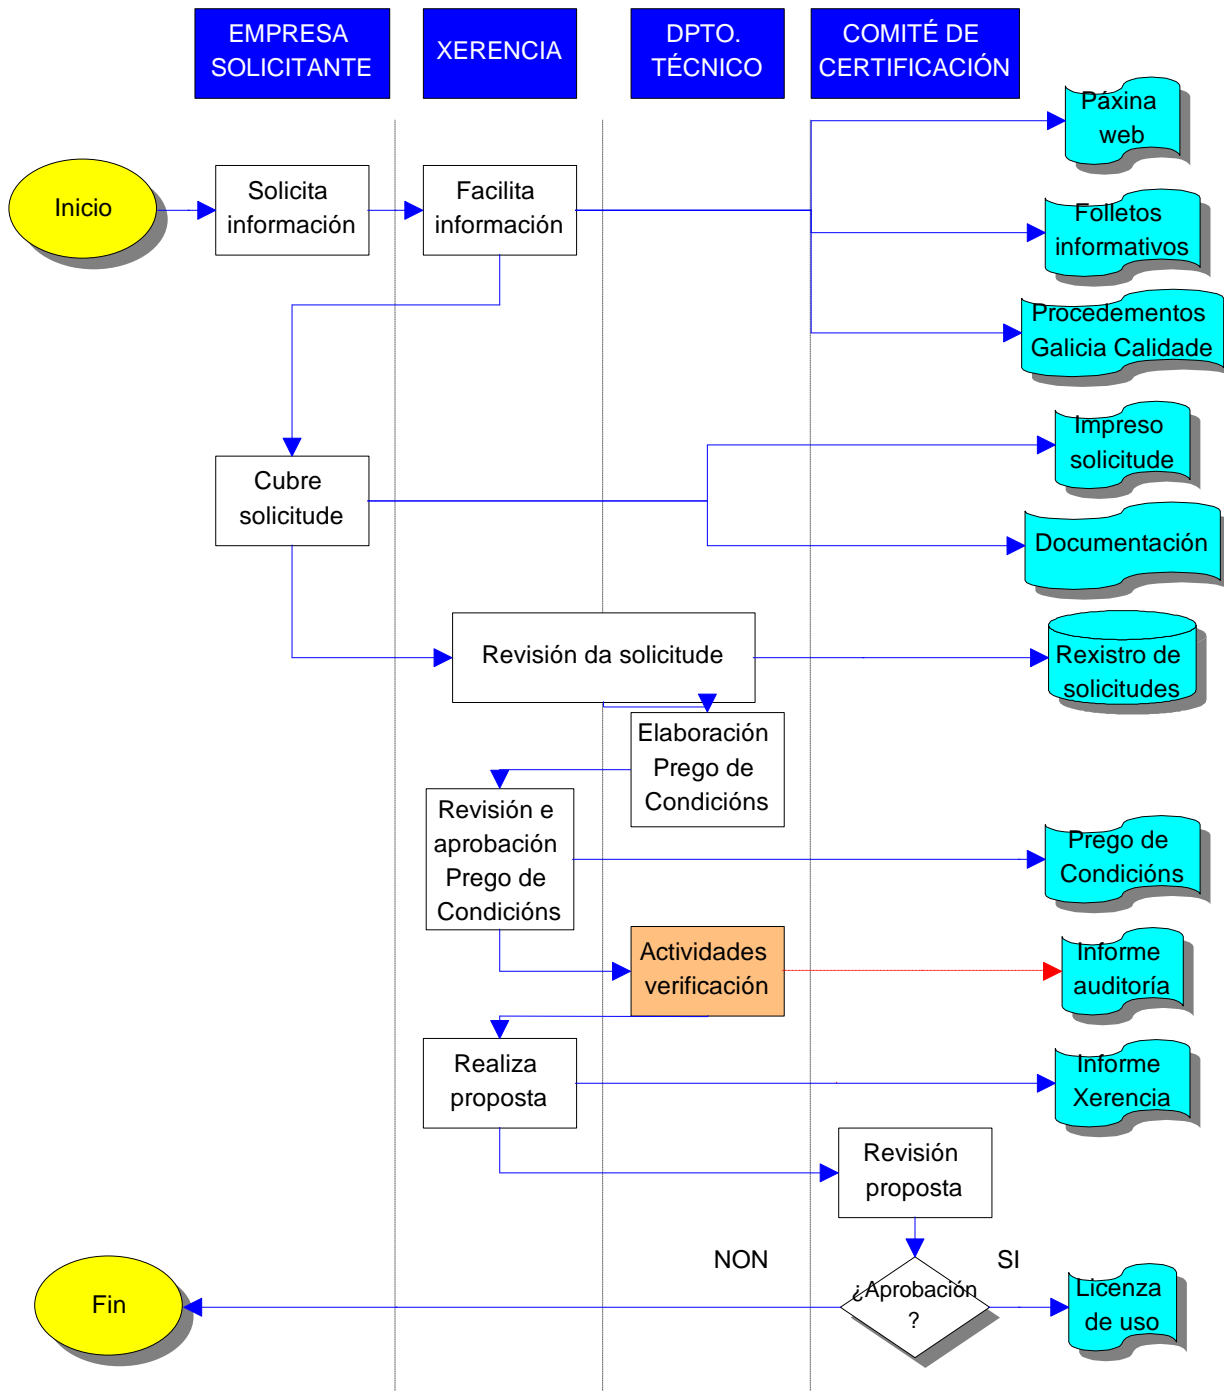 EMPRESA
SOLICITANTE
XERENCIA
DPTO.
TÉCNICO
COMITÉ DE
CERTIFICACIÓN
Páxina
web
Inicio
Solicita
información
Facilita
información
Folletos
informativos
Procedementos
Galicia Calidade
Impreso
solicitude
Cubre
solicitude
Documentación
Revisión da solicitude
Rexistro de
solicitudes
Elaboración
Prego de
Condicións
Revisión e
aprobación
Prego de
Condicións
Prego de
Condicións
Actividades
verificación
Informe
auditoría
Realiza
proposta
Informe
Xerencia
Revisión
proposta
NON
SI
Fin
¿Aprobación
?
Licenza
de uso